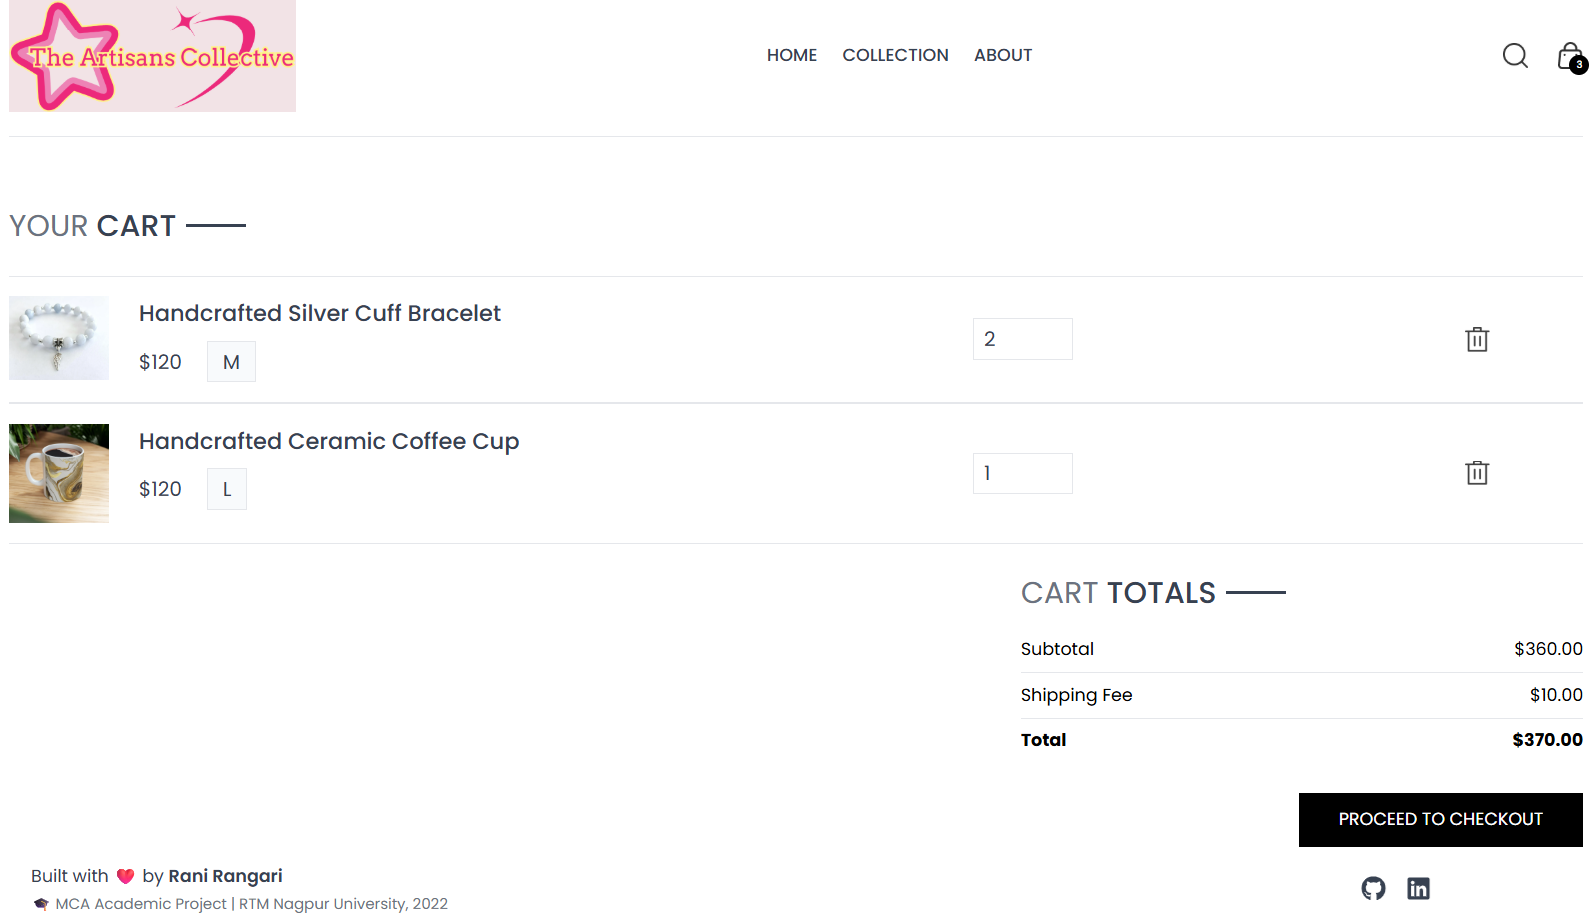 The Artisans Collective
HOME COLLECTION ABOUT
3
YOUR CART
Handcrafted Silver Cuff Bracelet
$120 M
2
Handcrafted Ceramic Coffee Cup
$120 L
1
CART TOTALS
Subtotal $360.00
Shipping Fee $10.00
Total $370.00
PROCEED TO CHECKOUT
Built with ❤️ by Rani Rangari
🎓 MCA Academic Project | RTM Nagpur University, 2022
in